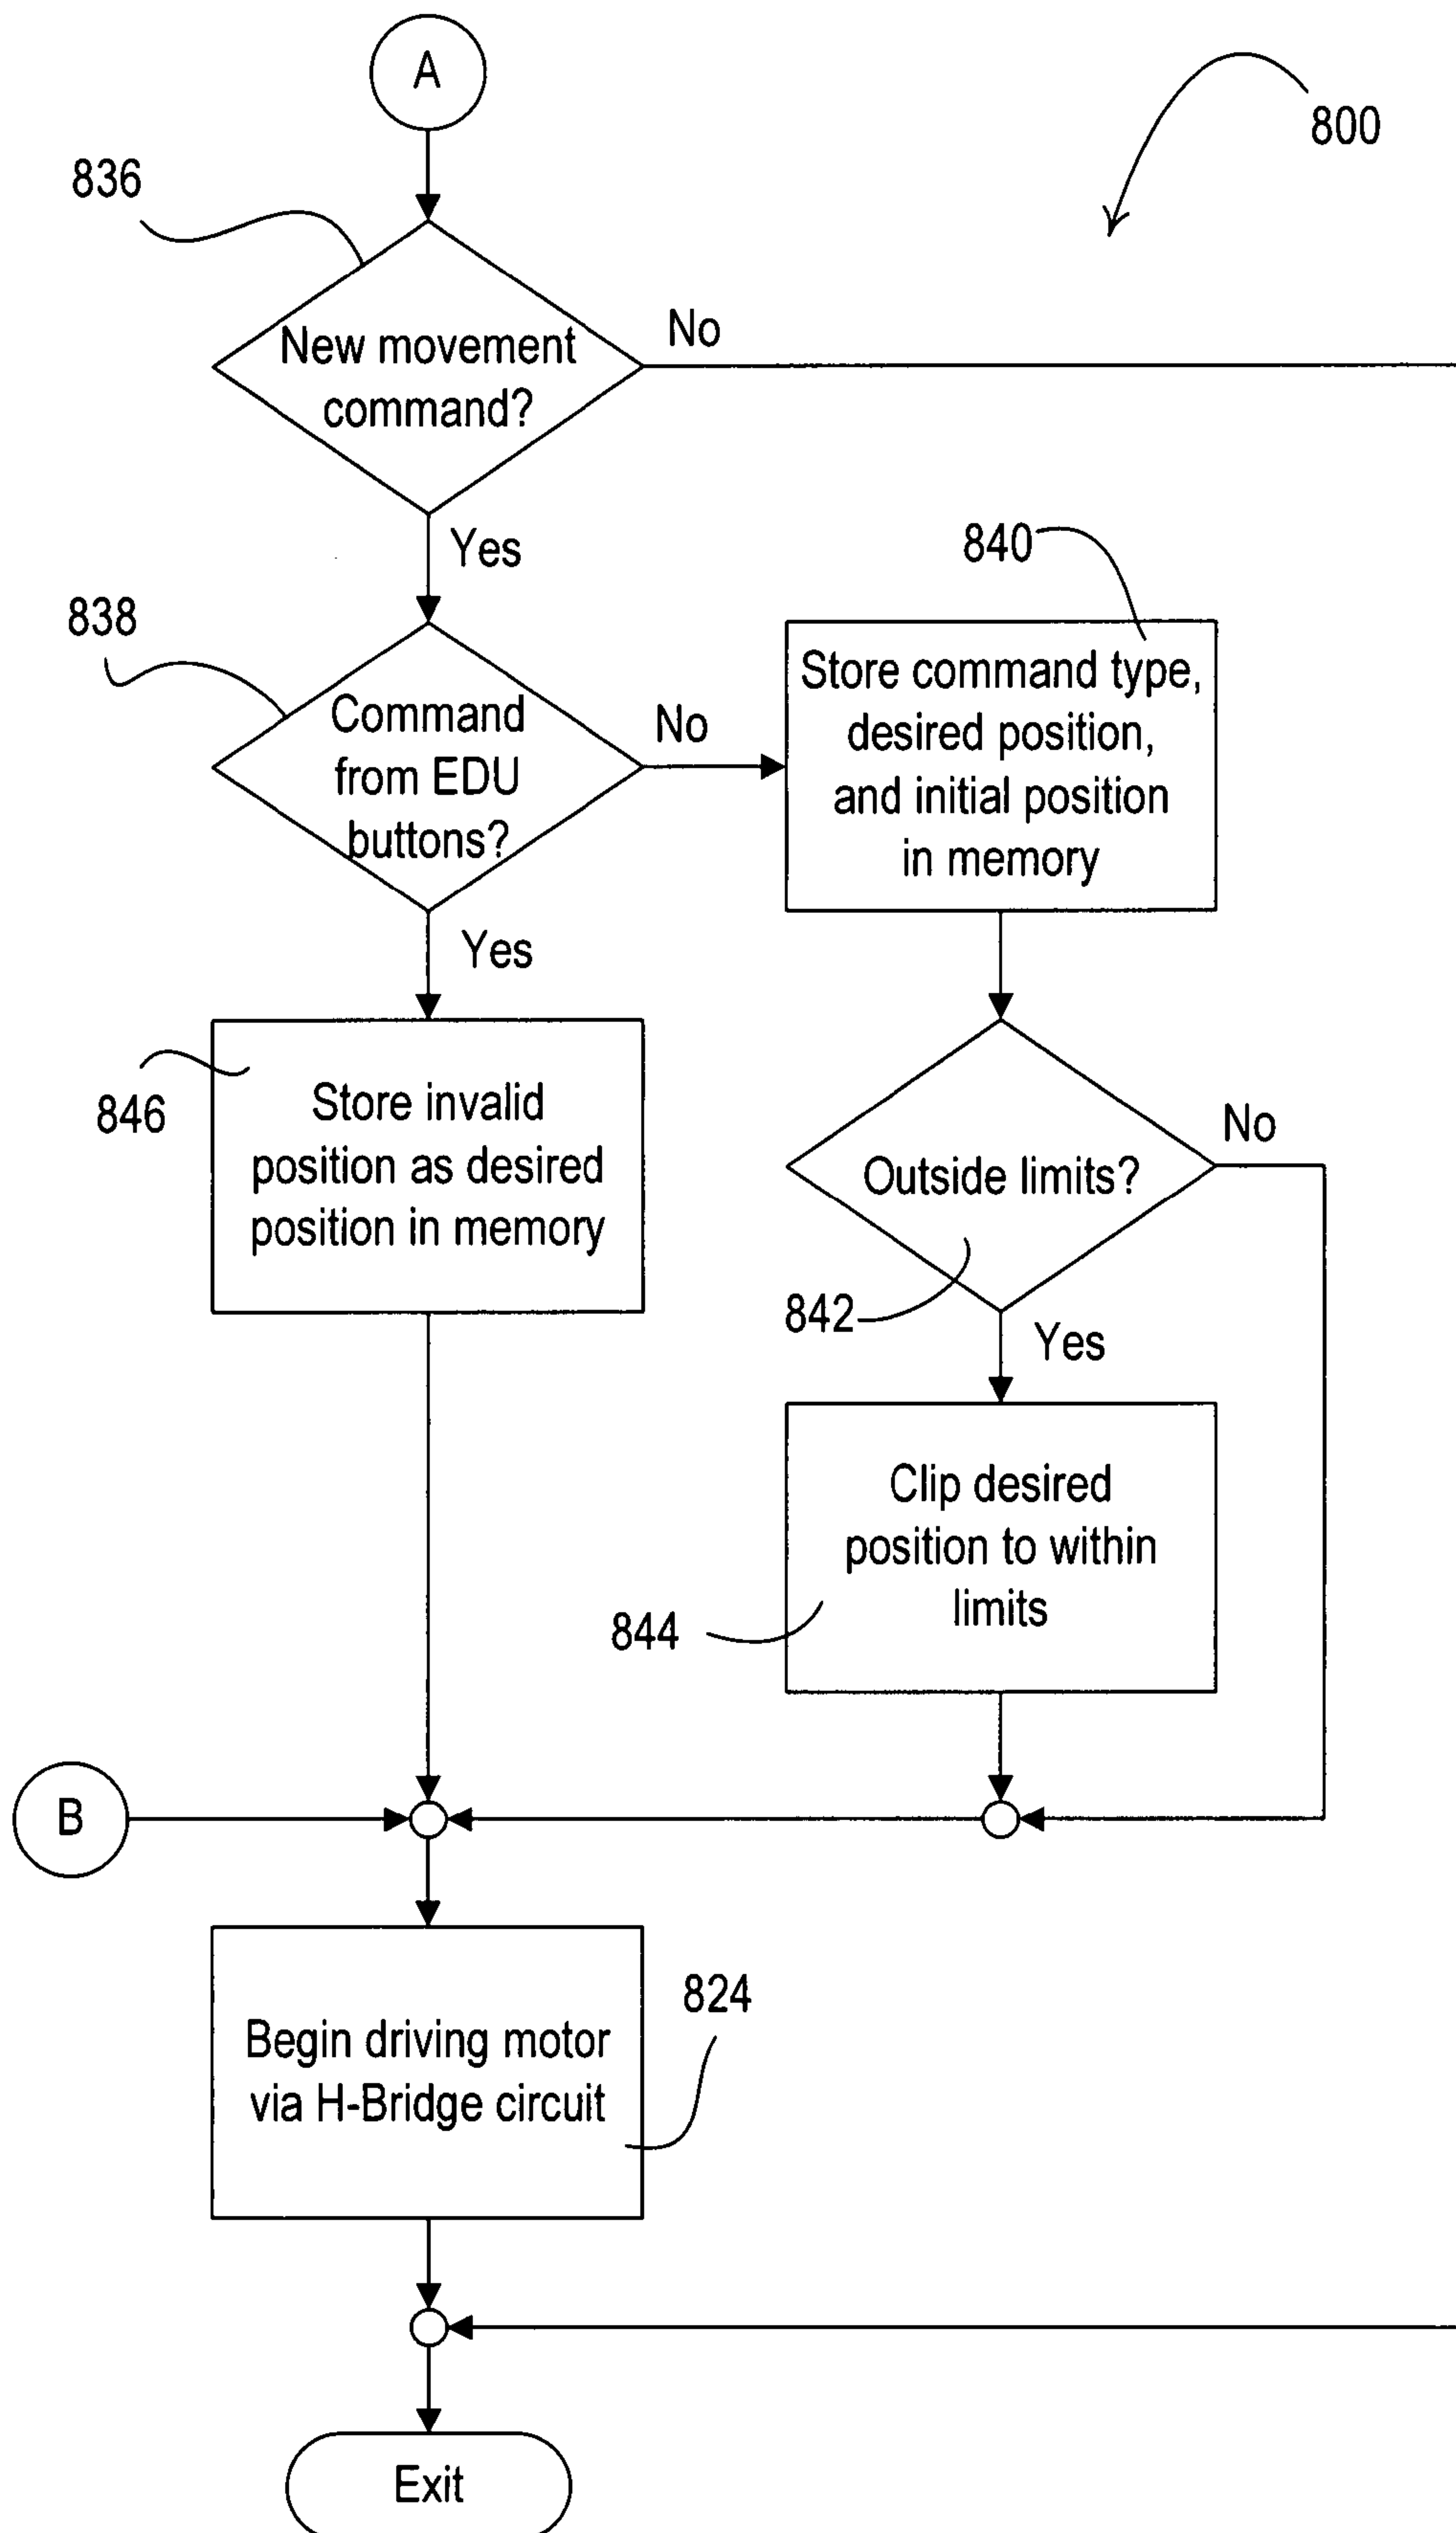 A
800
836
New movement
command?
No
Yes
838
Command
from EDU
buttons?
No
840
Store command type,
desired position,
and initial position
in memory
Yes
846
Store invalid
position as desired
position in memory
Outside limits?
No
842
Yes
Clip desired
position to within
limits
844
B
824
Begin driving motor
via H-Bridge circuit
Exit